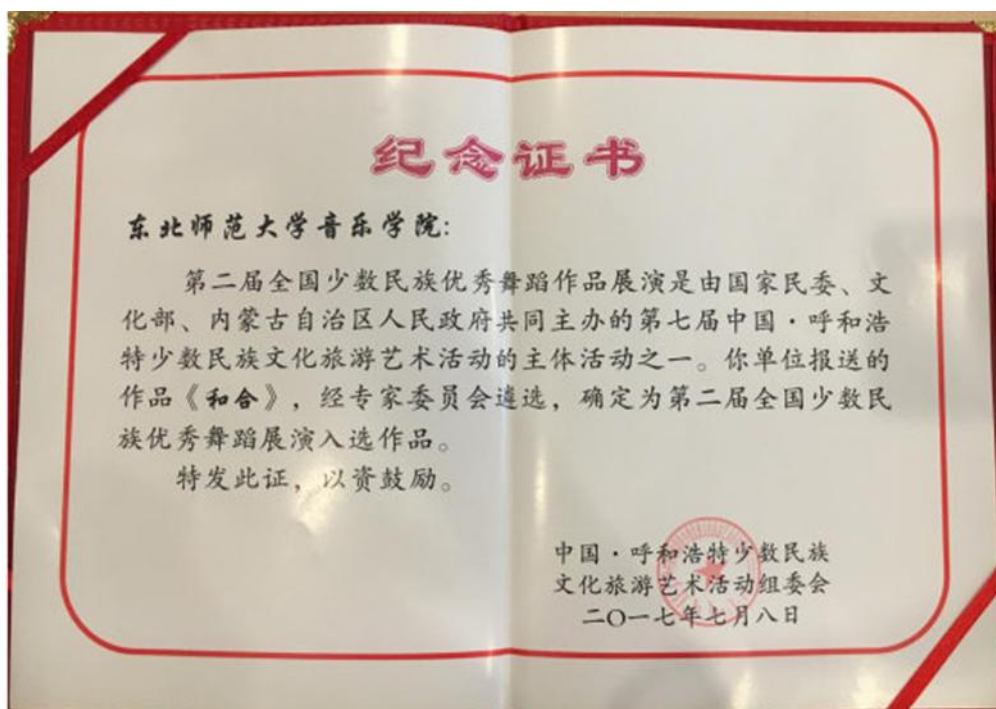 纪念证书
东北师范大学音乐学院:
第二届全国少数民族优秀舞蹈作品展演是由国家民委、文
化部、内蒙古自治区人民政府共同主办的第七届中国·呼和浩
特少数民族文化旅游艺术活动的主体活动之一。你单位报送的
作品《和合》,经专家委员会遴选,确定为第二届全国少数民
族优秀舞蹈展演入选作品。
特发此证,以资鼓励。
中国·呼和浩特少数民族
文化旅游艺术活动组委会
二〇一七年七月八日